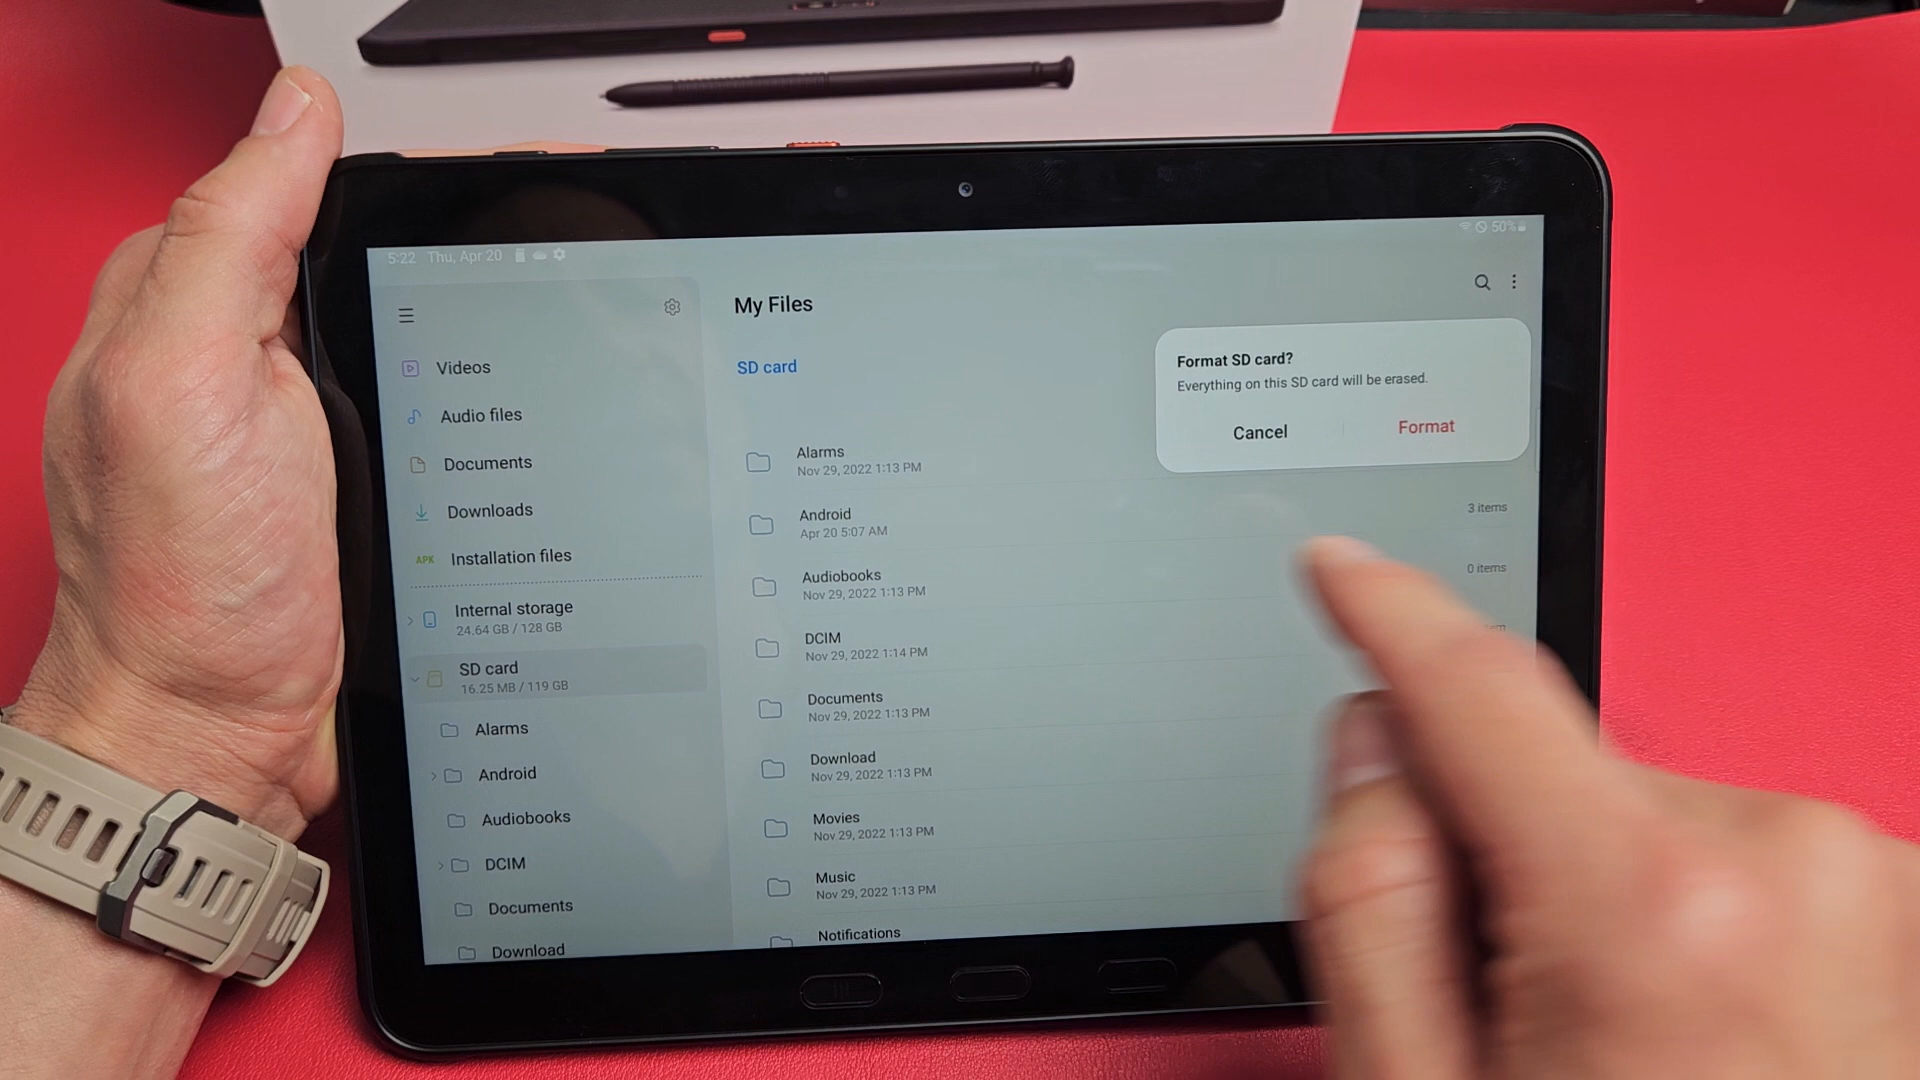 5:22 Thu, Apr 20
50%
My Files
SD card
Videos
Audio files
Documents
Downloads
APK Installation files
Internal storage
24.64 GB / 128 GB
SD card
16.25 MB / 119 GB
Alarms
Android
Audiobooks
DCIM
Documents
Download
Format SD card?
Everything on this SD card will be erased.
Cancel
Format
Alarms
Nov 29, 2022 1:13 PM
Android
Apr 20 5:07 AM
3 items
Audiobooks
Nov 29, 2022 1:13 PM
0 items
DCIM
Nov 29, 2022 1:14 PM
Documents
Nov 29, 2022 1:13 PM
Download
Nov 29, 2022 1:13 PM
Movies
Nov 29, 2022 1:13 PM
Music
Nov 29, 2022 1:13 PM
Notifications